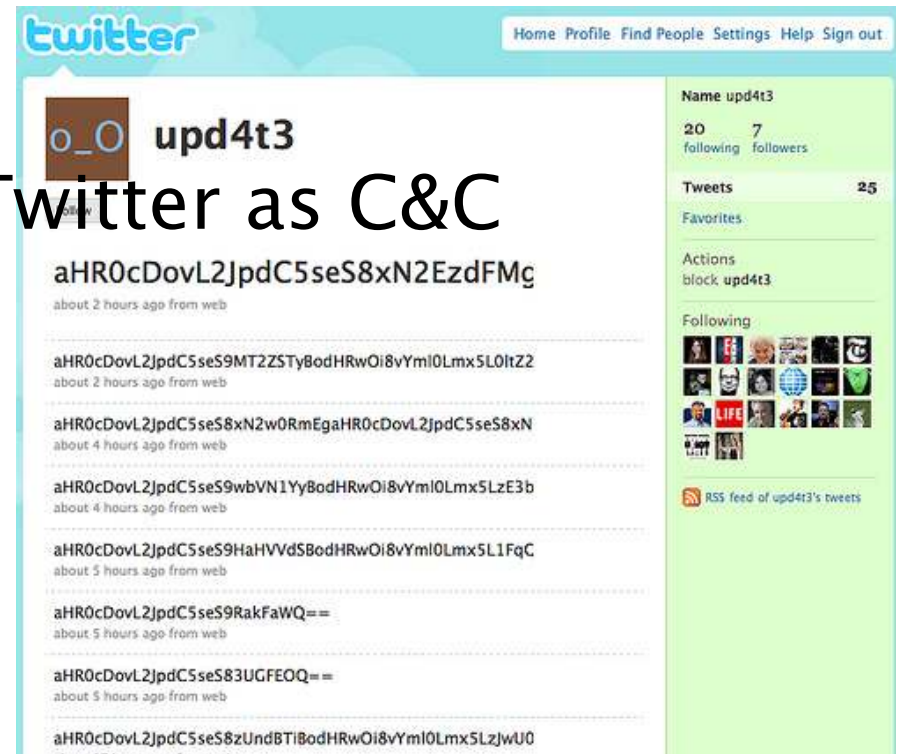 twitter
Home Profile Find People Settings Help Sign out
o_O
upd4t3
Twitter as C&C
aHR0cDovL2JpdC5seS8xN2EzdFMg
about 2 hours ago from web
aHR0cDovL2JpdC5seS9MT2ZSTyBodHRwOi8vYml0Lmx5L0ltZ2
about 2 hours ago from web
aHR0cDovL2JpdC5seS8xN2w0RmEgaHR0cDovL2JpdC5seS8xN
about 4 hours ago from web
aHR0cDovL2JpdC5seS9wbVN1YyBodHRwOi8vYml0Lmx5LzE3b
about 4 hours ago from web
aHR0cDovL2JpdC5seS9HaHVVdSBodHRwOi8vYml0Lmx5L1FqC
about 5 hours ago from web
aHR0cDovL2JpdC5seS9RakFaWQ==
about 5 hours ago from web
aHR0cDovL2JpdC5seS83UGFEOQ==
about 5 hours ago from web
aHR0cDovL2JpdC5seS8zUndBTiBodHRwOi8vYml0Lmx5LzJwU0
Name upd4t3
20 7
following followers
Tweets 25
Favorites
Actions
block upd4t3
Following
LIFE
RSS feed of upd4t3's tweets